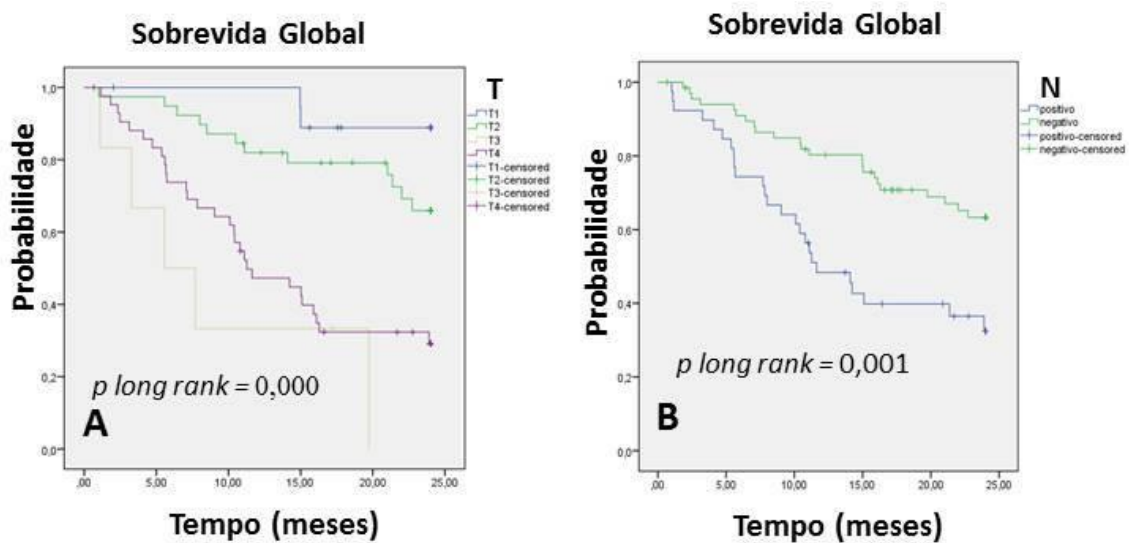 Sobrevida Global
Probabilidade
1,0
0,8
0,6
0,4
0,2
0,0
,00
5,00
10,00
15,00
20,00
25,00
Tempo (meses)
p long rank = 0,000
A
T
T1
T2
T3
T4
T1-censored
T2-censored
T3-censored
T4-censored
Sobrevida Global
Probabilidade
1,0
0,8
0,6
0,4
0,2
0,0
,00
5,00
10,00
15,00
20,00
25,00
Tempo (meses)
p long rank = 0,001
B
N
positivo
negativo
positivo-censored
negativo-censored